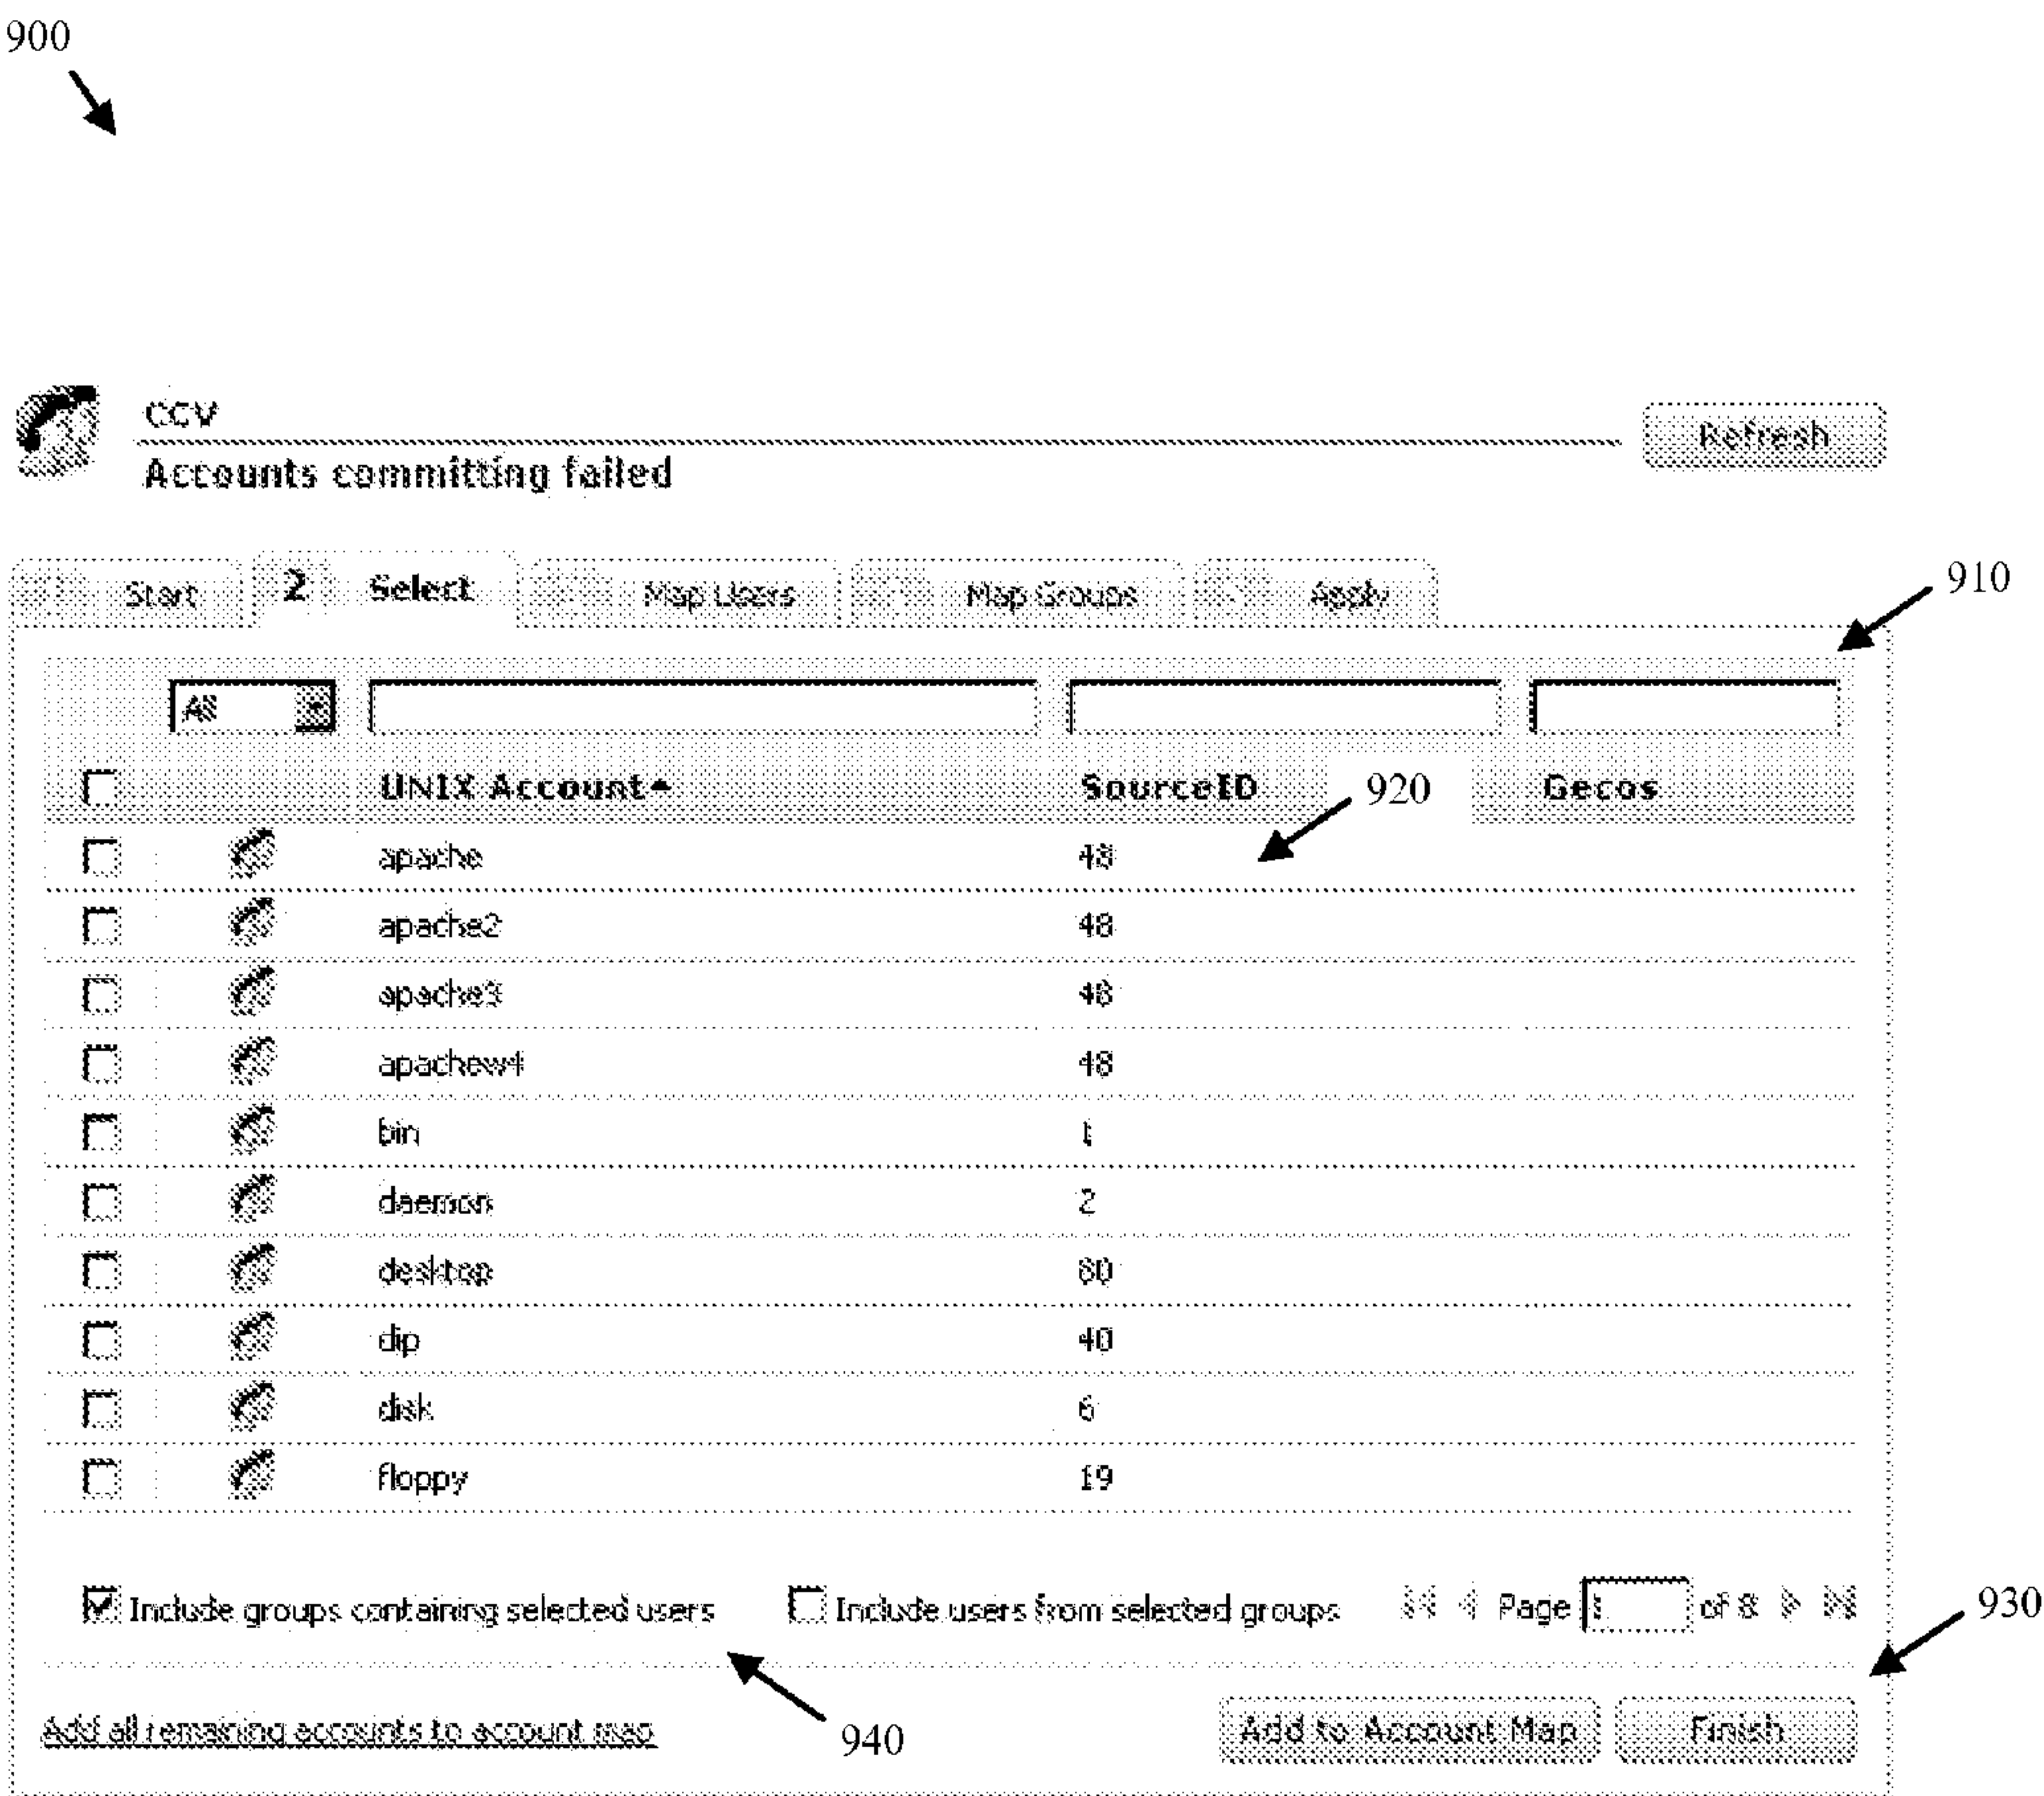 900
CCV
Refresh
Accounts committing failed
Start
2 Select
Map Users
Map Groups
Apply
910
All
UNIX Account SourceID 920 Gecos
apache 48
apache2 48
apache3 48
apachew4 48
bin 1
daemon 2
desktop 80
dip 40
disk 6
floppy 19
Include groups containing selected users Include users from selected groups Page 1 of 8
930
Add all remaining accounts to account map
940
Add to Account Map Finish